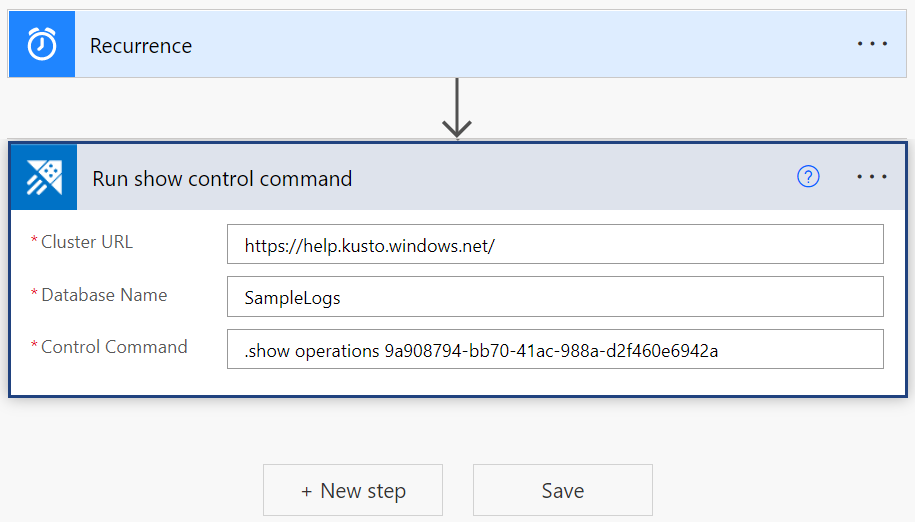 Recurrence
Run show control command
* Cluster URL https://help.kusto.windows.net/
* Database Name SampleLogs
* Control Command .show operations 9a908794-bb70-41ac-988a-d2f460e6942a
+ New step Save